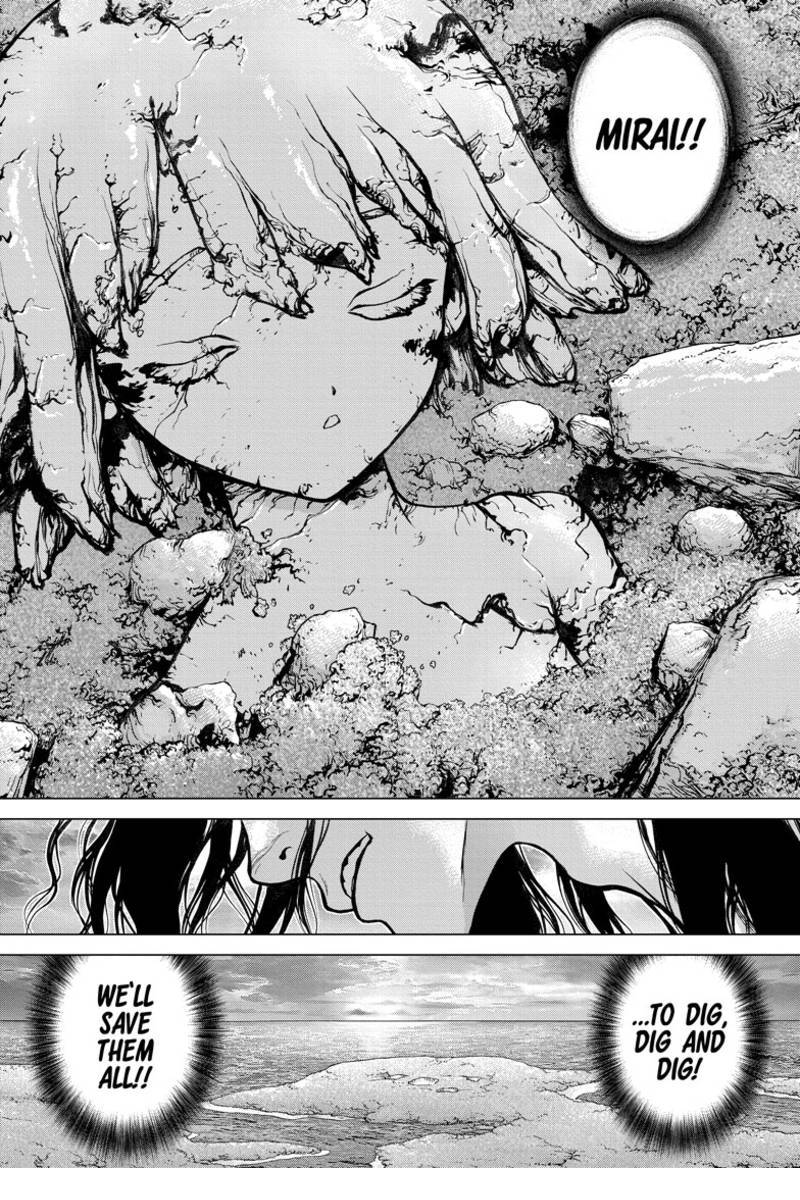 MIRAI!!
...TO DIG,
DIG AND
DIG!
WE'LL
SAVE
THEM
ALL!!